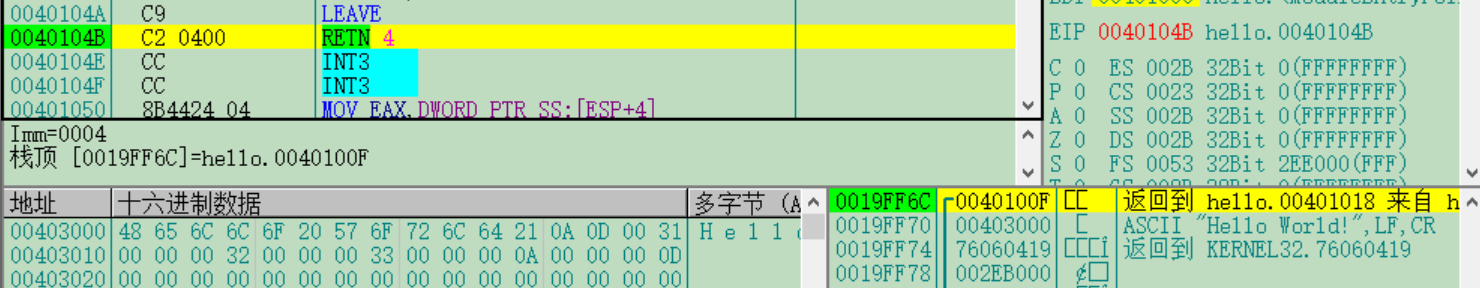 0040104A C9 LEAVE
0040104B C2 0400 RETN 4
0040104E CC INT3
0040104F CC INT3
00401050 8B4424 04 MOV EAX,DWORD PTR SS:[ESP+4]
Imm=0004
栈顶 [0019FF6C]=hello.0040100F
EIP 0040104B hello.0040104B
C 0 ES 002B 32Bit 0(FFFFFFFF)
P 0 CS 0023 32Bit 0(FFFFFFFF)
A 0 SS 002B 32Bit 0(FFFFFFFF)
Z 0 DS 002B 32Bit 0(FFFFFFFF)
S 0 FS 0053 32Bit 2EE000(FFF)
地址 十六进制数据 多字节 (A
00403000 48 65 6C 6C 6F 20 57 6F 72 6C 64 21 0A 0D 00 31 H e l l
00403010 00 00 00 32 00 00 00 33 00 00 00 0A 00 00 00 0D
00403020 00 00 00 00 00 00 00 00 00 00 00 00 00 00 00 00
0019FF6C 0040100F 返回到 hello.00401018 来自 h
0019FF70 00403000 ASCII "Hello World!",LF,CR
0019FF74 76060419 返回到 KERNEL32.76060419
0019FF78 002EB000